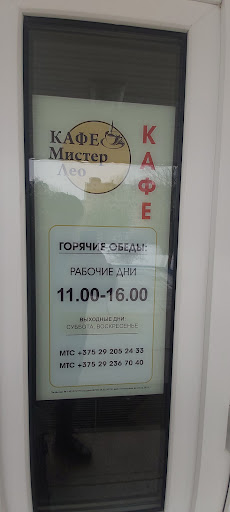 КАФЕ
Мистер
Лео
КАФЕ
ГОРЯЧИЕ ОБЕДЫ:
РАБОЧИЕ ДНИ
11.00-16.00
ВЫХОДНЫЕ ДНИ
СУББОТА, ВОСКРЕСЕНЬЕ
МТС +375 29 205 24 33
МТС +375 29 236 70 40